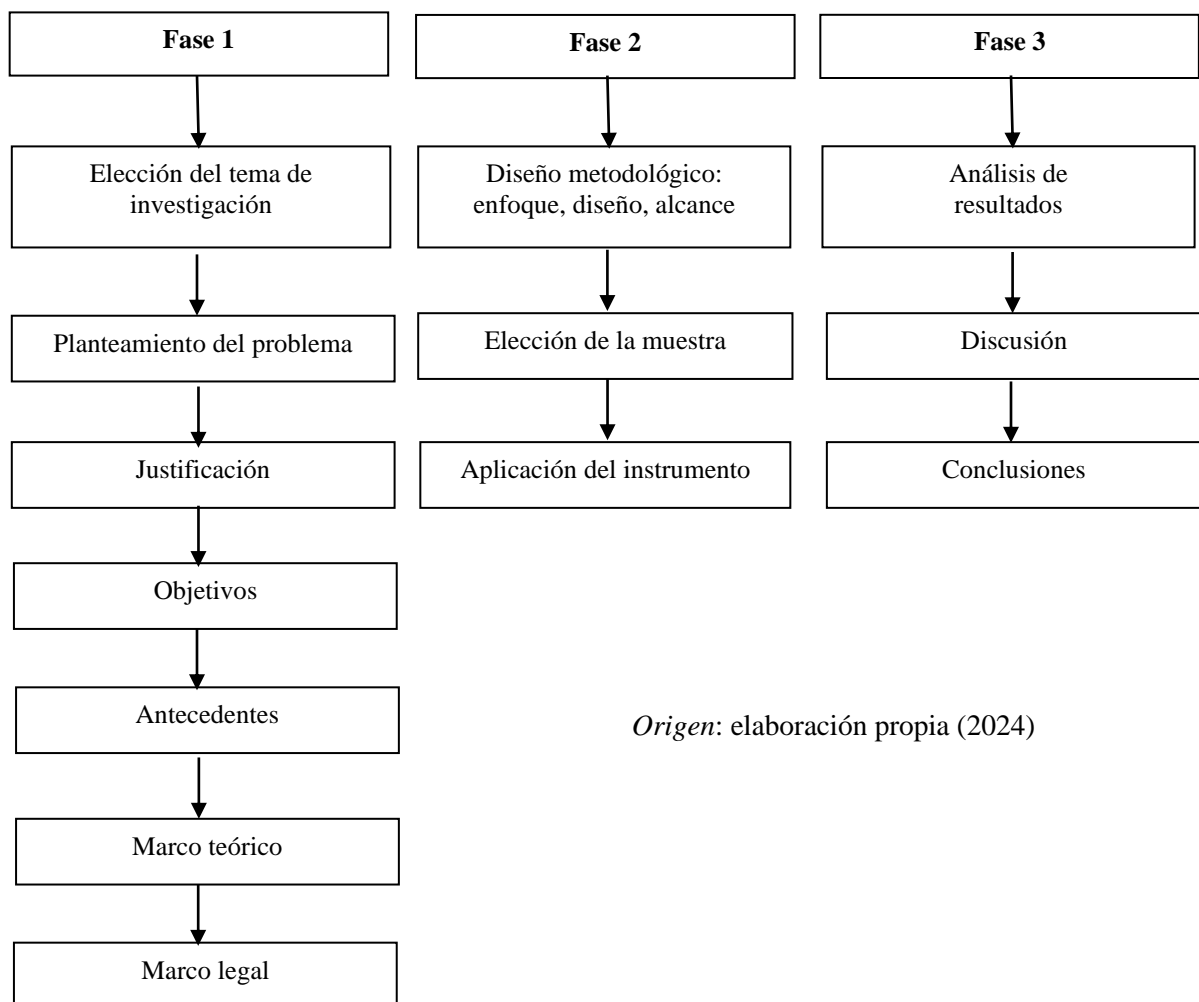 Fase 1
Elección del tema de
investigación
Planteamiento del problema
Justificación
Objetivos
Antecedentes
Marco teórico
Marco legal
Fase 2
Diseño metodológico:
enfoque, diseño, alcance
Elección de la muestra
Aplicación del instrumento
Fase 3
Análisis de
resultados
Discusión
Conclusiones
Origen: elaboración propia (2024)